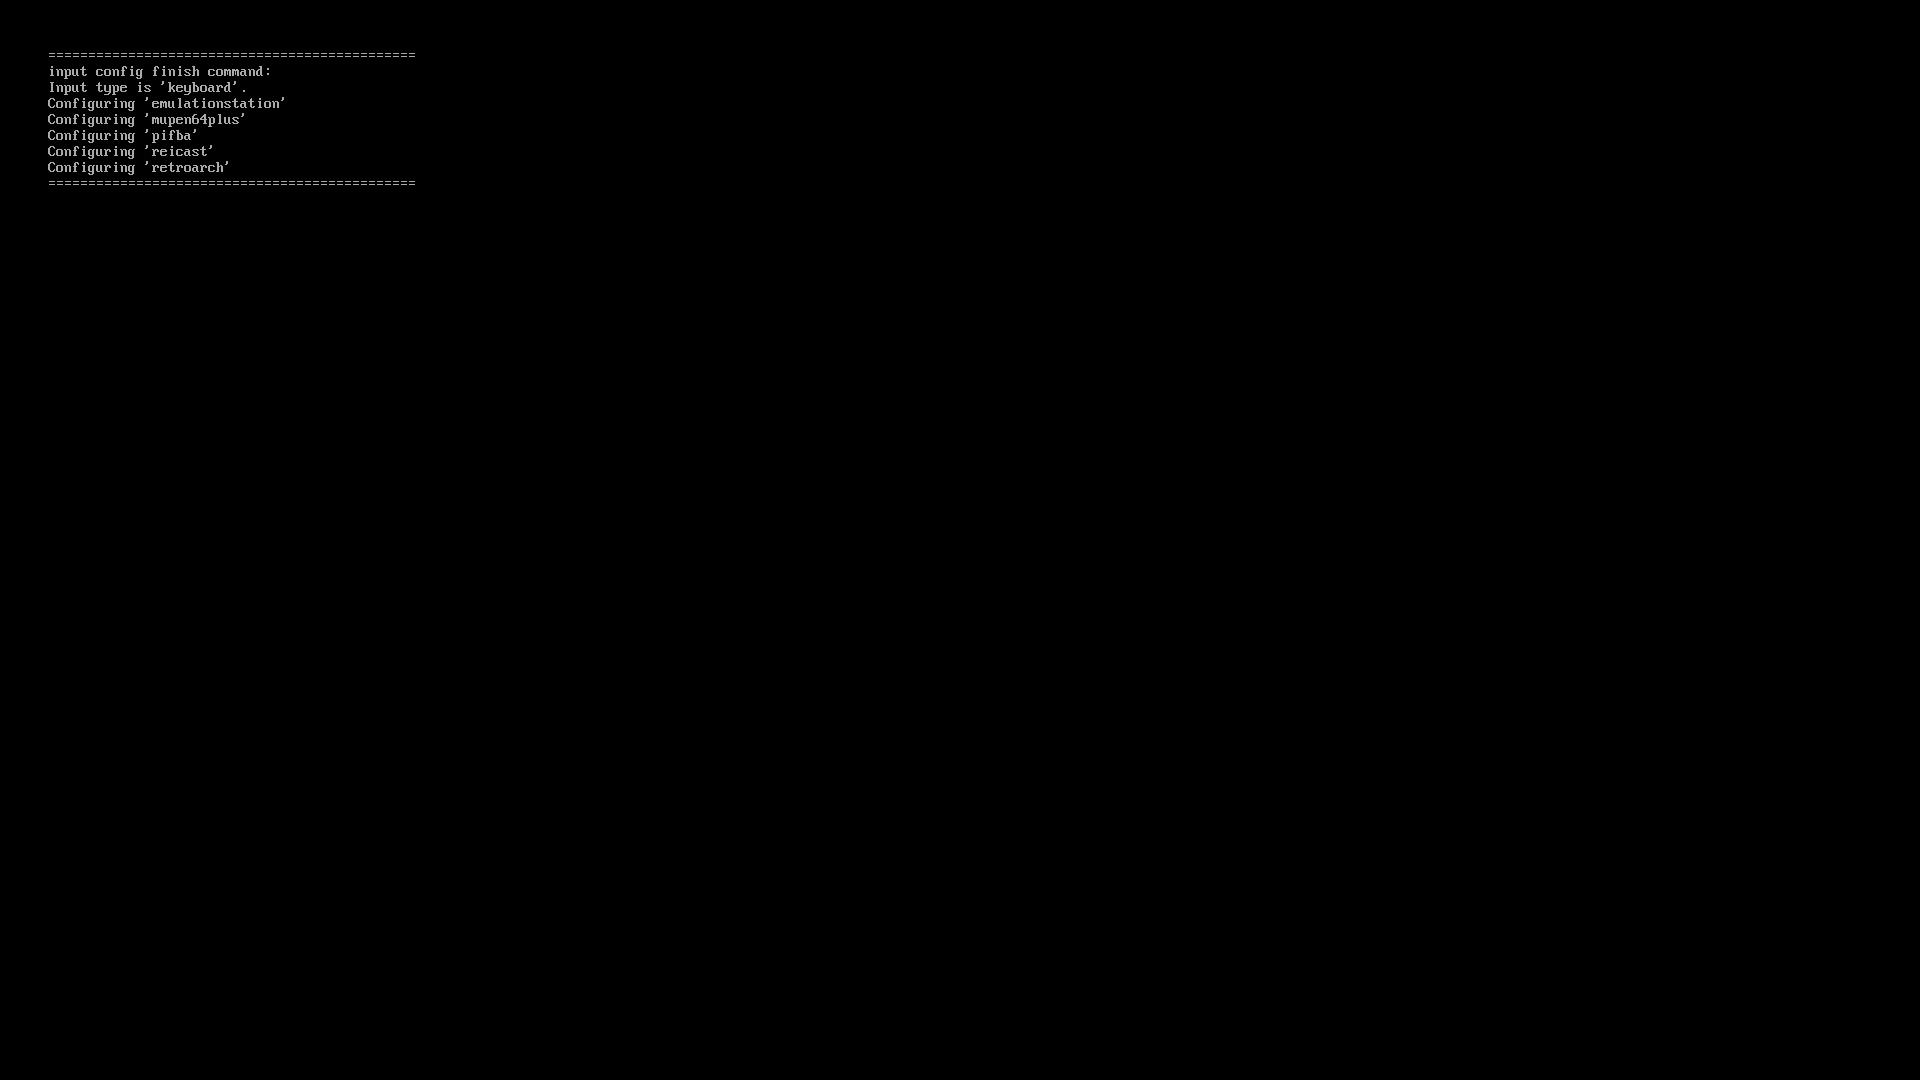 ==============================================
input config finish command:
Input type is 'keyboard'.
Configuring 'emulationstation'
Configuring 'mupen64plus'
Configuring 'pifba'
Configuring 'reicast'
Configuring 'retroarch'
==============================================